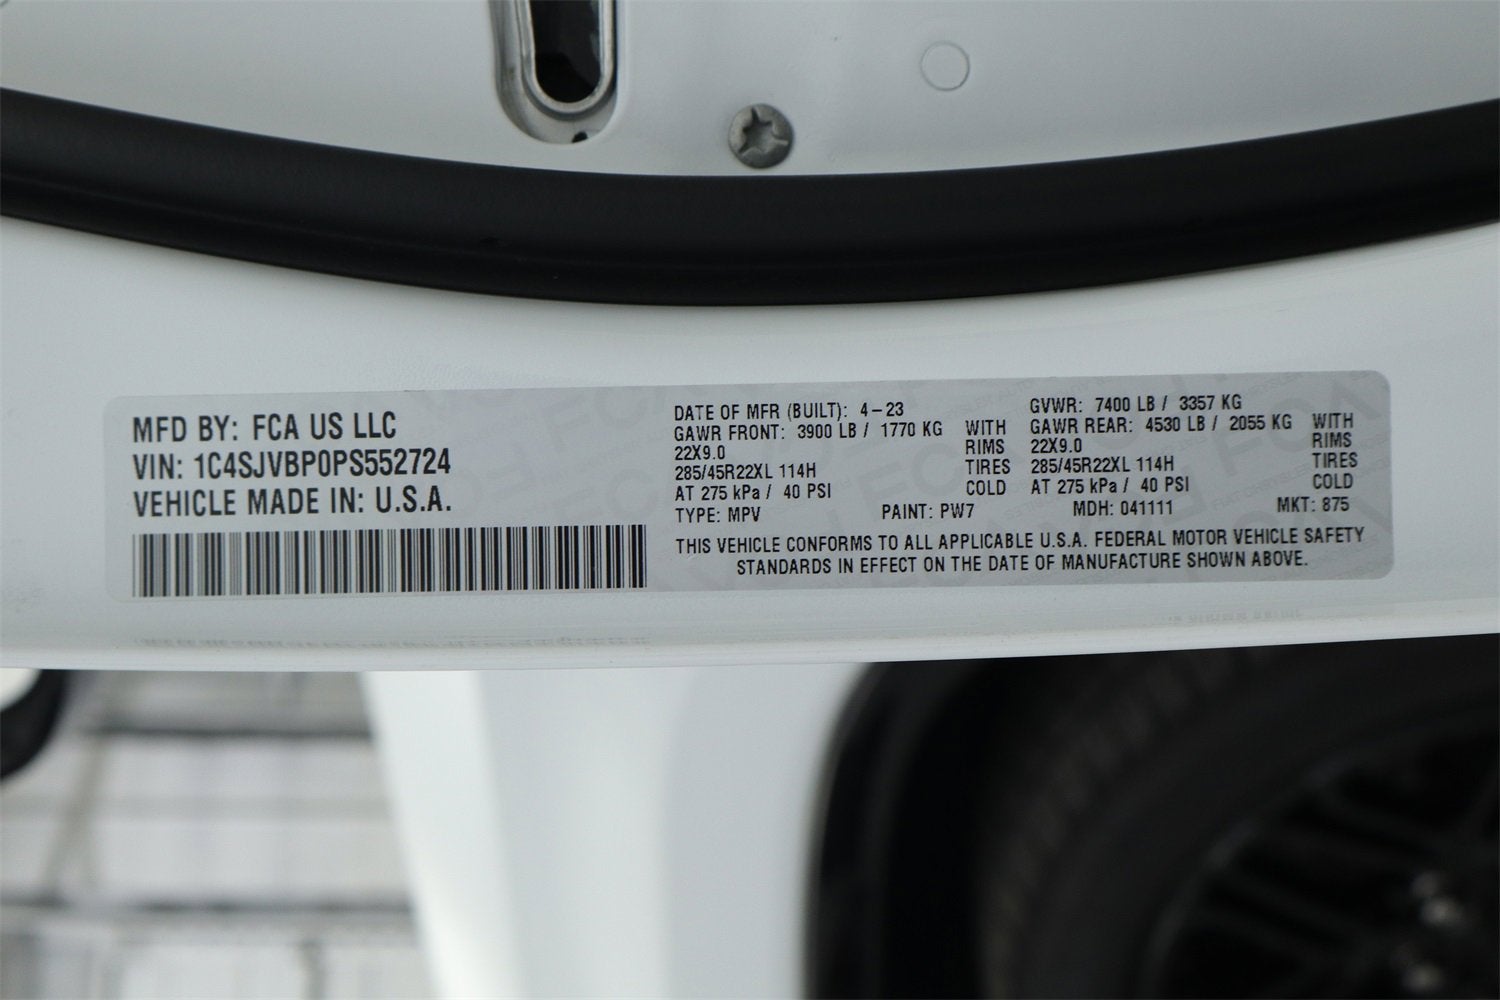 MFD BY: FCA US LLC
VIN: 1C4SJVBP0PS552724
VEHICLE MADE IN: U.S.A.
DATE OF MFR (BUILT): 4-23 GVWR: 7400 LB / 3357 KG
GAWR FRONT: 3900 LB / 1770 KG WITH GAWR REAR: 4530 LB / 2055 KG WITH
22X9.0 RIMS 22X9.0 RIMS
285/45R22XL 114H TIRES 285/45R22XL 114H TIRES
AT 275 kPa / 40 PSI COLD AT 275 kPa / 40 PSI COLD
TYPE: MPV PAINT: PW7 MDH: 041111 MKT: 875
THIS VEHICLE CONFORMS TO ALL APPLICABLE U.S.A. FEDERAL MOTOR VEHICLE SAFETY
STANDARDS IN EFFECT ON THE DATE OF MANUFACTURE SHOWN ABOVE.